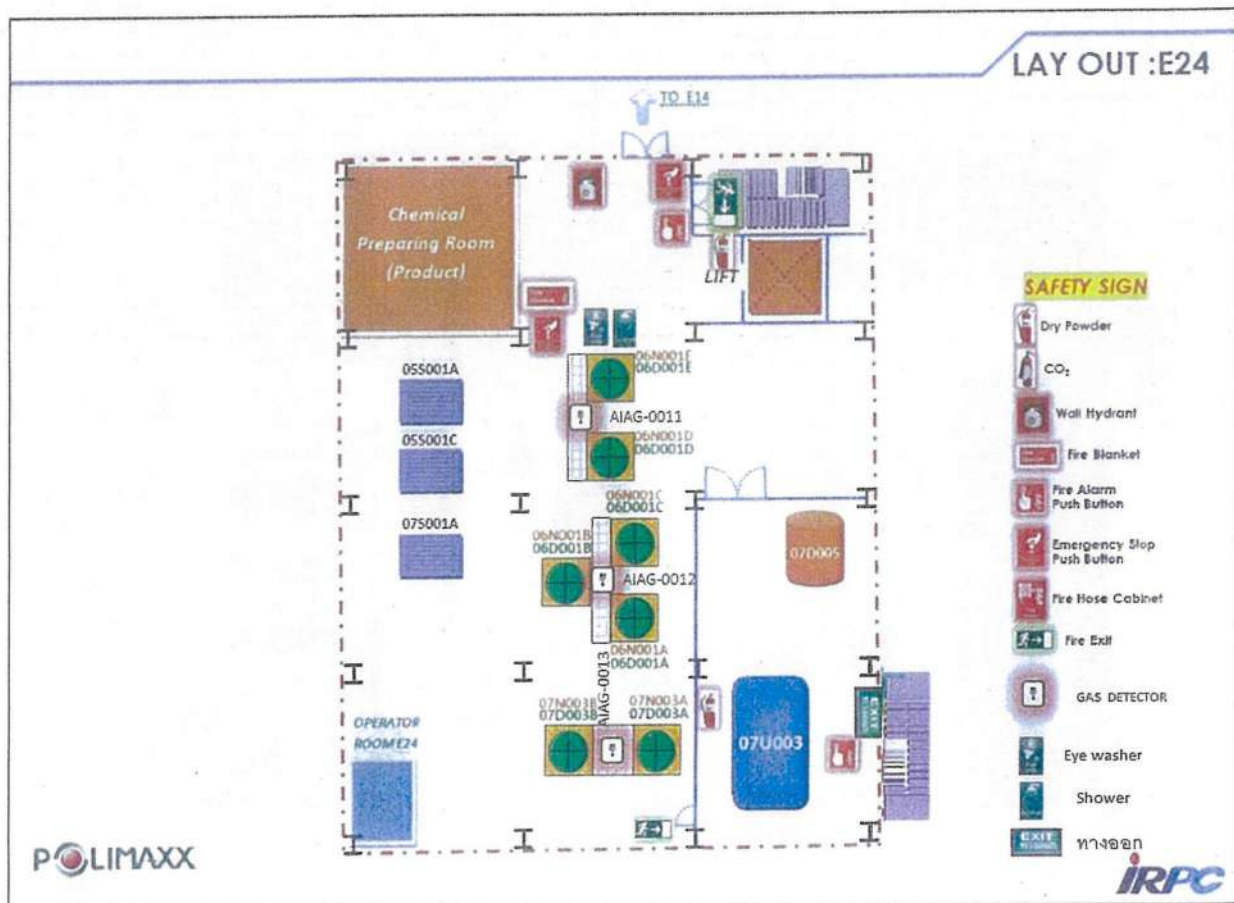 LAY OUT :E24
TO E14
Chemical
Preparing Room
(Product)
LIFT
055001A
055001C
075001A
06N001E
06D001E
AIAG-0011
06N001D
06D001D
06N001C
06D001C
06N001B
06D001B
AIAG-0012
06N001A
06D001A
AIAG-0013
07N003B
07D003B
07N003A
07D003A
07D005
07U003
EXIT
OPERATOR
ROOM E24
SAFETY SIGN
Dry Powder
CO₂
Wall Hydrant
Fire Blanket
Fire Alarm
Push Button
Emergency Stop
Push Button
Fire Hose Cabinet
Fire Exit
GAS DETECTOR
Eye washer
Shower
EXIT
ทางออก
POLIMAXX
iRPC